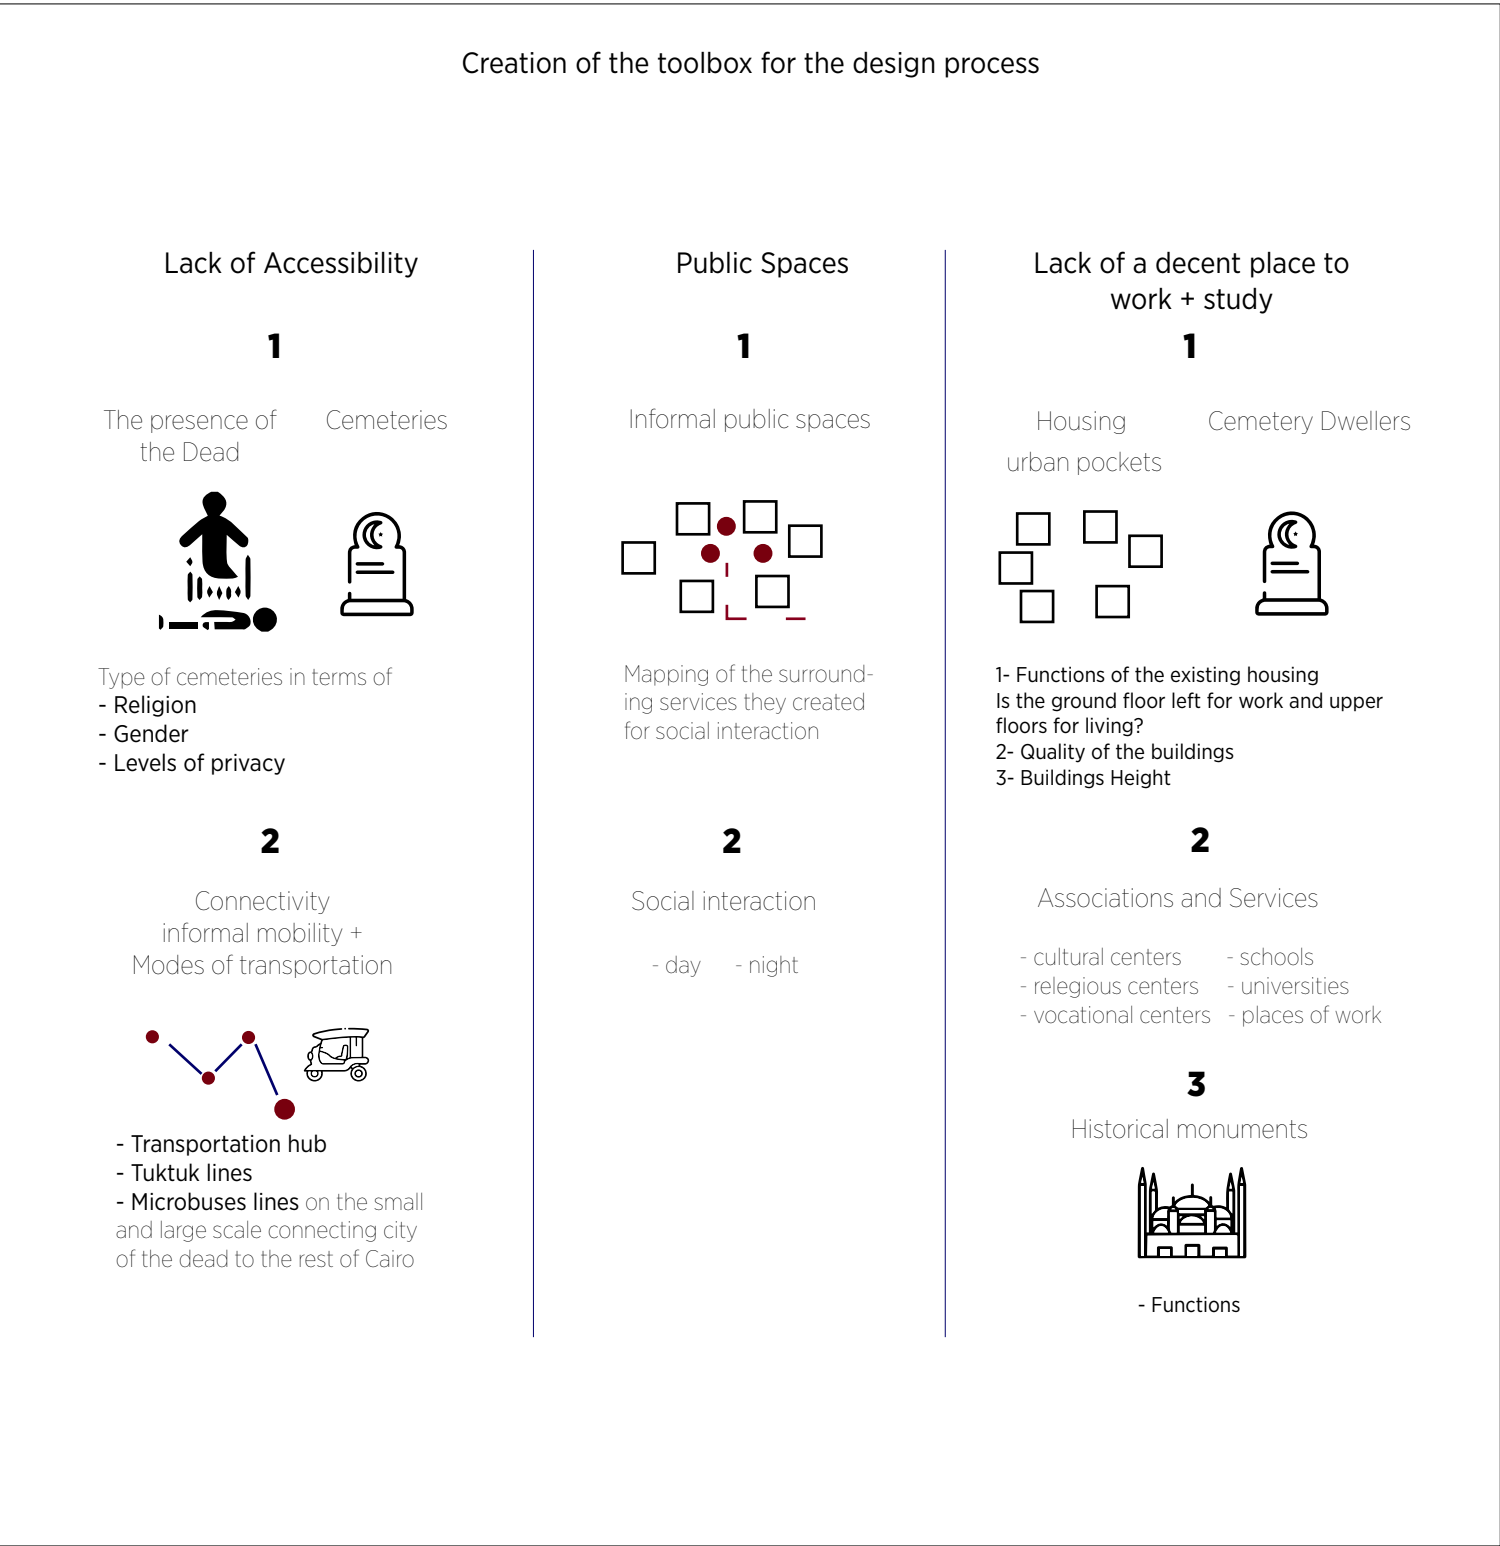 Creation of the toolbox for the design process
Lack of Accessibility
1
The presence of
the Dead
Cemeteries
Type of cemeteries in terms of
- Religion
- Gender
- Levels of privacy
2
Connectivity
informal mobility +
Modes of transportation
- Transportation hub
- Tuktuk lines
- Microbuses lines on the small
and large scale connecting city
of the dead to the rest of Cairo
Public Spaces
1
Informal public spaces
Mapping of the surround-
ing services they created
for social interaction
2
Social interaction
- day - night
Lack of a decent place to
work + study
1
Housing
urban pockets
Cemetery Dwellers
1- Functions of the existing housing
Is the ground floor left for work and upper
floors for living?
2- Quality of the buildings
3- Buildings Height
2
Associations and Services
- cultural centers - schools
- relegious centers - universities
- vocational centers - places of work
3
Historical monuments
- Functions